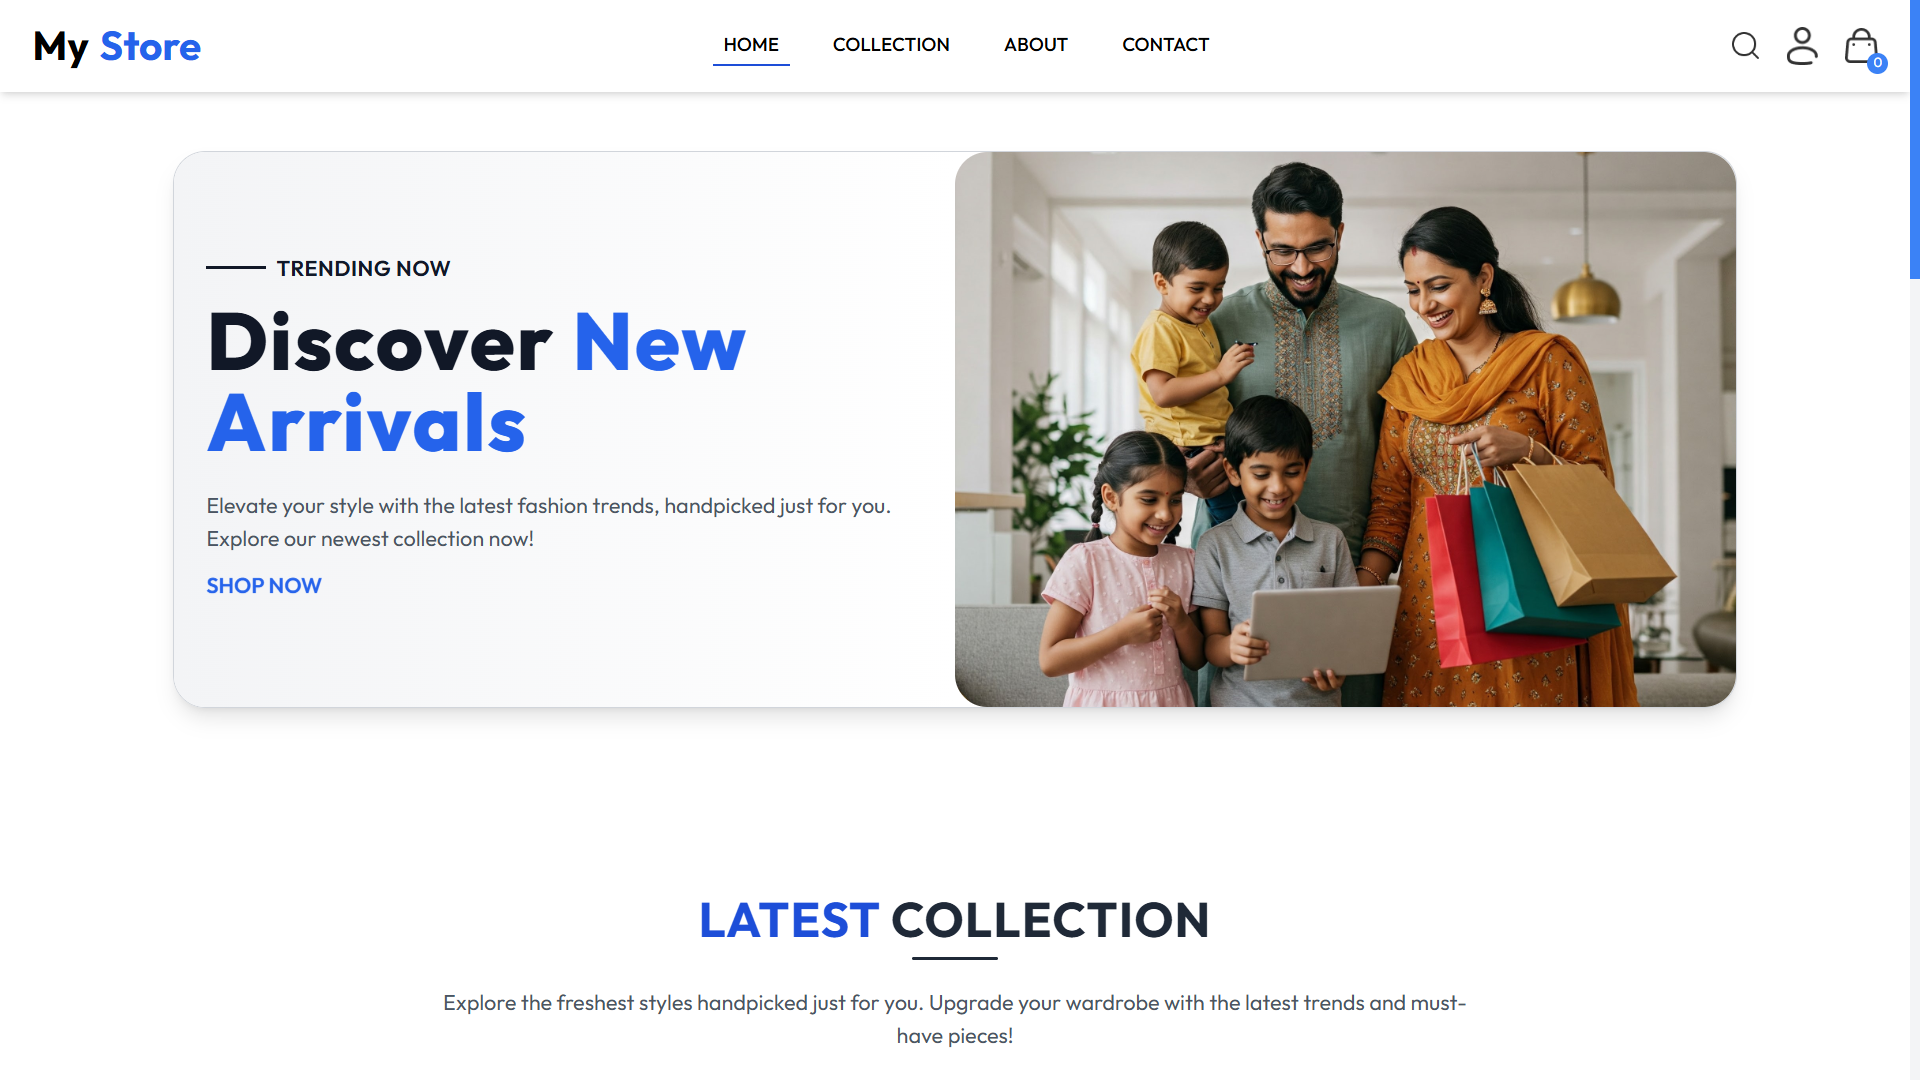 My Store
HOME
COLLECTION
ABOUT
CONTACT
0
TRENDING NOW
Discover New
Arrivals
Elevate your style with the latest fashion trends, handpicked just for you.
Explore our newest collection now!
SHOP NOW
LATEST COLLECTION
Explore the freshest styles handpicked just for you. Upgrade your wardrobe with the latest trends and must-
have pieces!